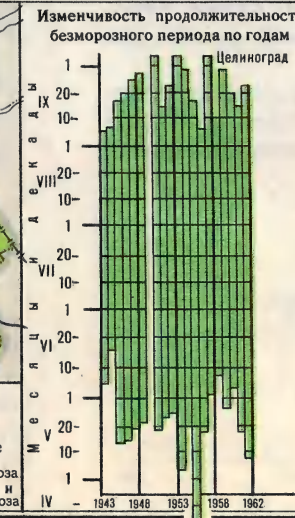 Изменчивость продолжительност
безморозного периода по годам
Целиноград
Месяцы и декады
1
20
IX
10
1
20
VIII
10
1
20
VII
10
1
20
VI
10
1
20
V
10
1
IV
1943 1948 1953 1958 1962
е
оза
и
оза